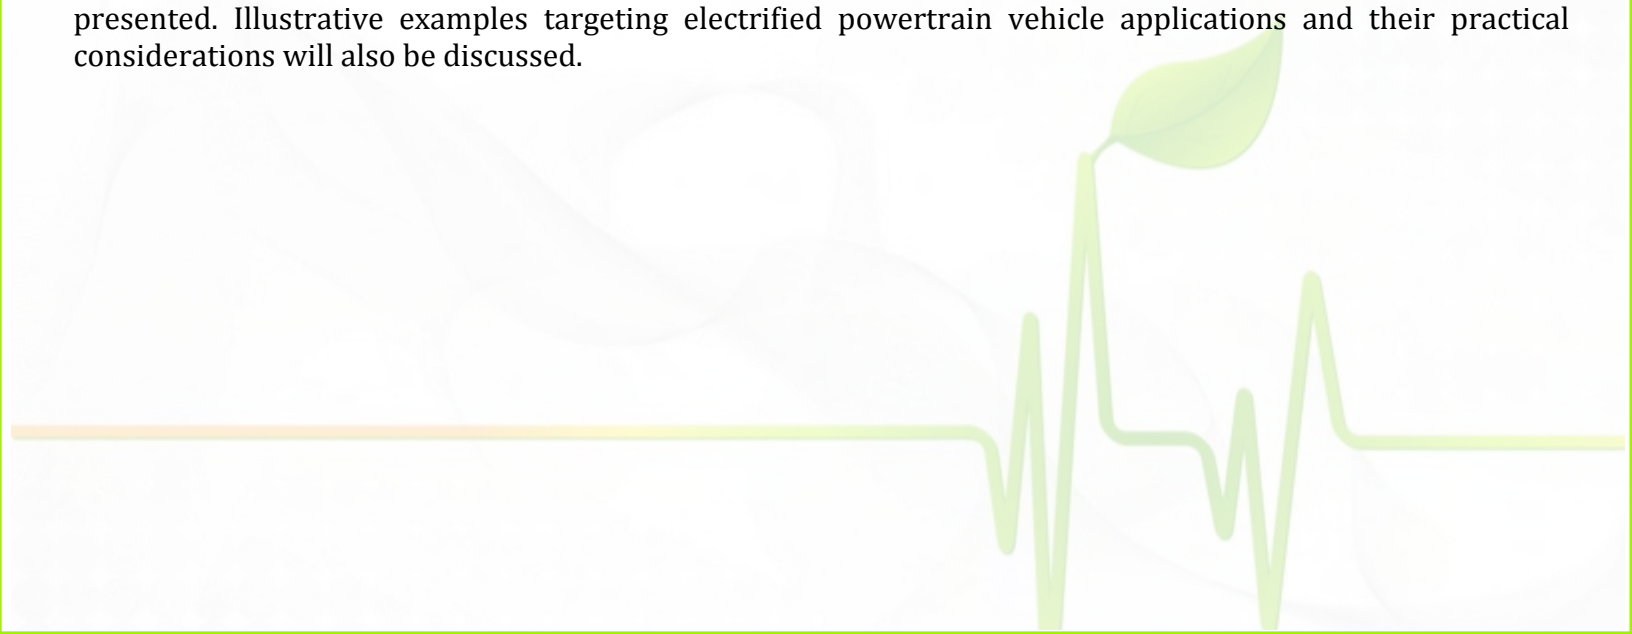 presented. Illustrative examples targeting electrified powertrain vehicle applications and their practical
considerations will also be discussed.